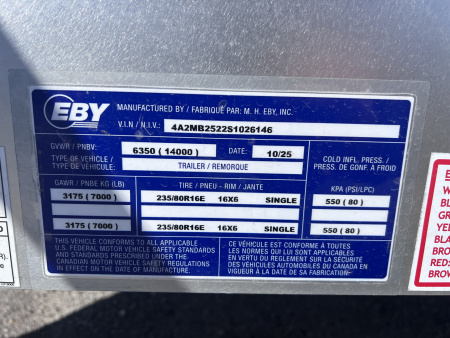 EBY
MANUFACTURED BY / FABRIQUÉ PAR: M. H. EBY, INC.
V.I.N / N.I.V.: 4A2MB2522S1026146
GVWR / PNBV: 6350 ( 14000 ) DATE: 10/25
TYPE OF VEHICLE / TYPE DE VÉHICULE: TRAILER / REMORQUE
COLD INFL. PRESS. / PRESS. DE GONF. À FROID
GAWR / PNBE KG (LB) TIRE / PNEU - RIM / JANTE KPA (PSI/LPC)
3175 ( 7000 ) 235/80R16E 16X6 SINGLE 550 ( 80 )
3175 ( 7000 ) 235/80R16E 16X6 SINGLE 550 ( 80 )
THIS VEHICLE CONFORMS TO ALL APPLICABLE
U.S. FEDERAL MOTOR VEHICLE SAFETY STANDARDS
AND STANDARDS PRESCRIBED UNDER THE
CANADIAN MOTOR VEHICLE SAFETY REGULATIONS
IN EFFECT ON THE DATE OF MANUFACTURE.
CE VÉHICULE EST CONFORME À TOUTES LES
NORMES QUI LUI SONT APPLICABLES
EN VERTU DU RÈGLEMENT SUR LA SÉCURITÉ
DES VÉHICULES AUTOMOBILES DU CANADA EN
VIGUEUR À LA DATE DE SA FABRICATION.
RED:
BROW